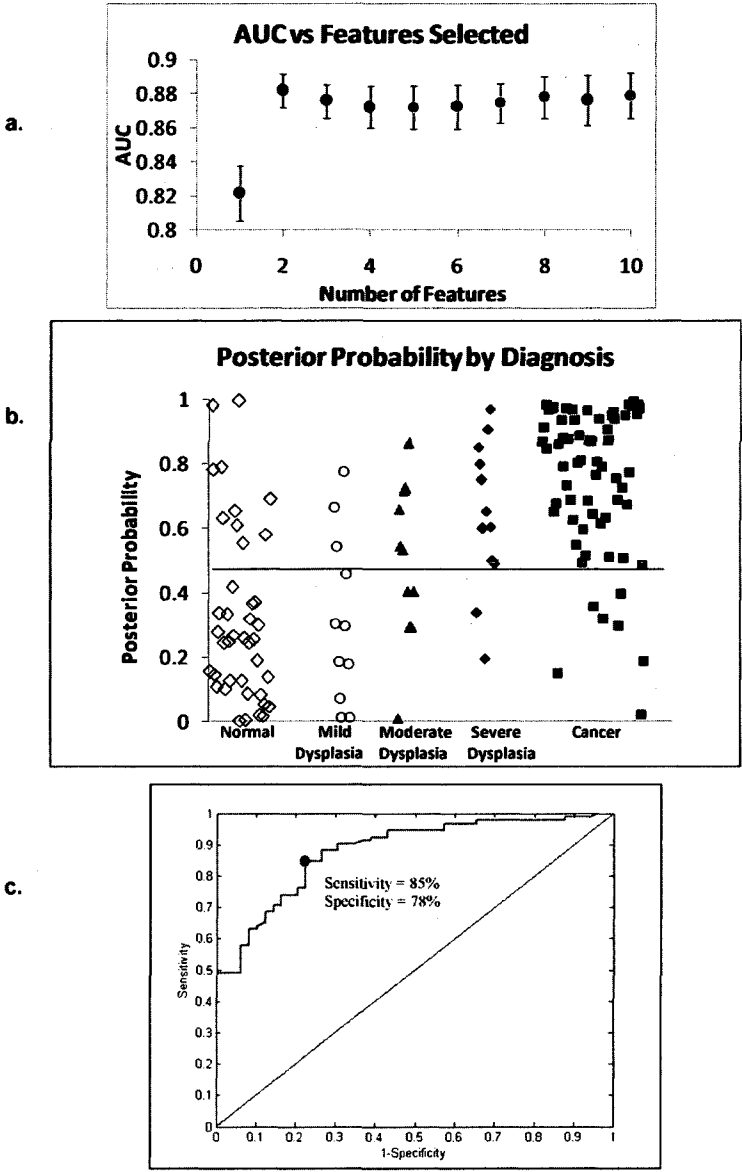 a.
AUC vs Features Selected
0.9
0.88
0.86
0.84
0.82
0.8
AUC
0 2 4 6 8 10
Number of Features
b.
Posterior Probability by Diagnosis
1
0.8
0.6
0.4
0.2
0
Posterior Probability
Normal Mild Moderate Severe Cancer
Dysplasia Dysplasia Dysplasia
c.
1
0.9
0.8
0.7
0.6
0.5
0.4
0.3
0.2
0.1
0
Sensitivity
Sensitivity = 85%
Specificity = 78%
0 0.1 0.2 0.3 0.4 0.5 0.6 0.7 0.8 0.9 1
1-Specificity